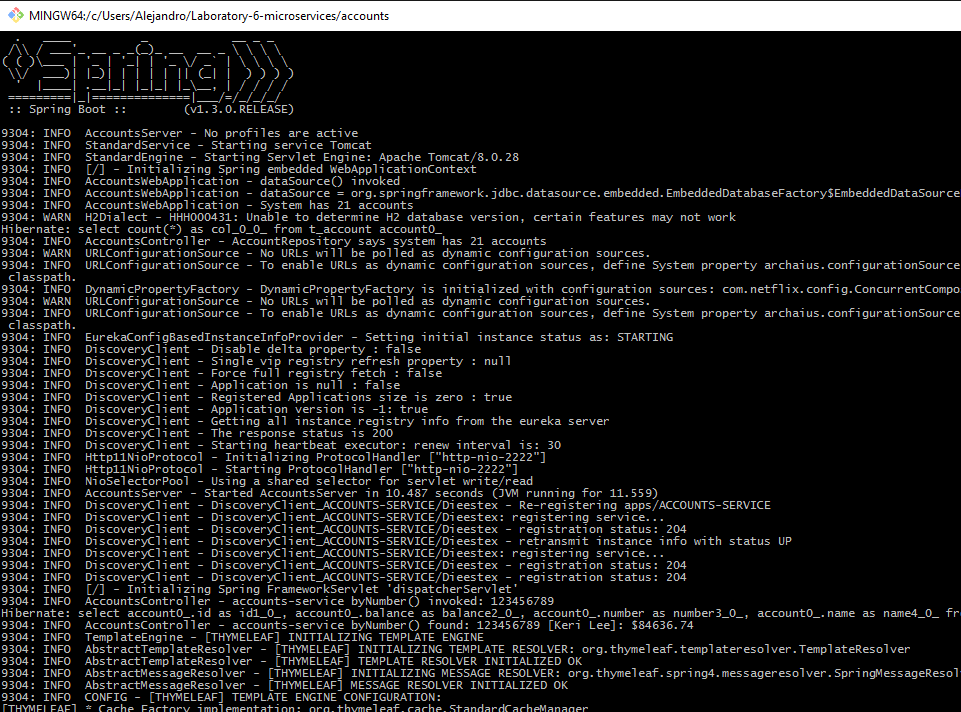 MINGW64:/c/Users/Alejandro/Laboratory-6-microservices/accounts
  .   ____          _            __ _ _
 /\\ / ___'_ __ _ _(_)_ __  __ _ \ \ \ \
( ( )\___ | '_ | '_| | '_ \/ _` | \ \ \ \
 \\/  ___)| |_)| | | | | || (_| |  ) ) ) )
  '  |____| .__|_| |_|_| |_\__, | / / / /
 =========|_|==============|___/=/_/_/_/
 :: Spring Boot ::        (v1.3.0.RELEASE)
9304: INFO  AccountsServer - No profiles are active
9304: INFO  StandardService - Starting service Tomcat
9304: INFO  StandardEngine - Starting Servlet Engine: Apache Tomcat/8.0.28
9304: INFO  [/] - Initializing Spring embedded WebApplicationContext
9304: INFO  AccountsWebApplication - dataSource() invoked
9304: INFO  AccountsWebApplication - dataSource = org.springframework.jdbc.datasource.embedded.EmbeddedDatabaseFactory$EmbeddedDataSource
9304: INFO  AccountsWebApplication - System has 21 accounts
9304: WARN  H2Dialect - HHH000431: Unable to determine H2 database version, certain features may not work
Hibernate: select count(*) as col_0_0_ from t_account account0_
9304: INFO  AccountsController - AccountRepository says system has 21 accounts
9304: WARN  URLConfigurationSource - No URLs will be polled as dynamic configuration sources.
9304: INFO  URLConfigurationSource - To enable URLs as dynamic configuration sources, define System property archaius.configurationSource
 classpath.
9304: INFO  DynamicPropertyFactory - DynamicPropertyFactory is initialized with configuration sources: com.netflix.config.ConcurrentCompo
9304: WARN  URLConfigurationSource - No URLs will be polled as dynamic configuration sources.
9304: INFO  URLConfigurationSource - To enable URLs as dynamic configuration sources, define System property archaius.configurationSource
 classpath.
9304: INFO  EurekaConfigBasedInstanceInfoProvider - Setting initial instance status as: STARTING
9304: INFO  DiscoveryClient - Disable delta property : false
9304: INFO  DiscoveryClient - Single vip registry refresh property : null
9304: INFO  DiscoveryClient - Force full registry fetch : false
9304: INFO  DiscoveryClient - Application is null : false
9304: INFO  DiscoveryClient - Registered Applications size is zero : true
9304: INFO  DiscoveryClient - Application version is -1: true
9304: INFO  DiscoveryClient - Getting all instance registry info from the eureka server
9304: INFO  DiscoveryClient - The response status is 200
9304: INFO  DiscoveryClient - Starting heartbeat executor: renew interval is: 30
9304: INFO  Http11NioProtocol - Initializing ProtocolHandler ["http-nio-2222"]
9304: INFO  Http11NioProtocol - Starting ProtocolHandler ["http-nio-2222"]
9304: INFO  NioSelectorPool - Using a shared selector for servlet write/read
9304: INFO  AccountsServer - Started AccountsServer in 10.487 seconds (JVM running for 11.559)
9304: INFO  DiscoveryClient - DiscoveryClient_ACCOUNTS-SERVICE/Dieestex - Re-registering apps/ACCOUNTS-SERVICE
9304: INFO  DiscoveryClient - DiscoveryClient_ACCOUNTS-SERVICE/Dieestex: registering service...
9304: INFO  DiscoveryClient - DiscoveryClient_ACCOUNTS-SERVICE/Dieestex - registration status: 204
9304: INFO  DiscoveryClient - DiscoveryClient_ACCOUNTS-SERVICE/Dieestex - retransmit instance info with status UP
9304: INFO  DiscoveryClient - DiscoveryClient_ACCOUNTS-SERVICE/Dieestex: registering service...
9304: INFO  DiscoveryClient - DiscoveryClient_ACCOUNTS-SERVICE/Dieestex - registration status: 204
9304: INFO  DiscoveryClient - DiscoveryClient_ACCOUNTS-SERVICE/Dieestex - registration status: 204
9304: INFO  [/] - Initializing Spring FrameworkServlet 'dispatcherServlet'
9304: INFO  AccountsController - accounts-service byNumber() invoked: 123456789
Hibernate: select account0_.id as id1_0_, account0_.balance as balance2_0_, account0_.number as number3_0_, account0_.name as name4_0_ fr
9304: INFO  AccountsController - accounts-service byNumber() found: 123456789 [Keri Lee]: $84636.74
9304: INFO  TemplateEngine - [THYMELEAF] INITIALIZING TEMPLATE ENGINE
9304: INFO  AbstractTemplateResolver - [THYMELEAF] INITIALIZING TEMPLATE RESOLVER: org.thymeleaf.templateresolver.TemplateResolver
9304: INFO  AbstractTemplateResolver - [THYMELEAF] TEMPLATE RESOLVER INITIALIZED OK
9304: INFO  AbstractMessageResolver - [THYMELEAF] INITIALIZING MESSAGE RESOLVER: org.thymeleaf.spring4.messageresolver.SpringMessageResol
9304: INFO  AbstractMessageResolver - [THYMELEAF] MESSAGE RESOLVER INITIALIZED OK
9304: INFO  CONFIG - [THYMELEAF] TEMPLATE ENGINE CONFIGURATION:
[THYMELEAF] * Cache Factory implementation: org.thymeleaf.cache.StandardCacheManager